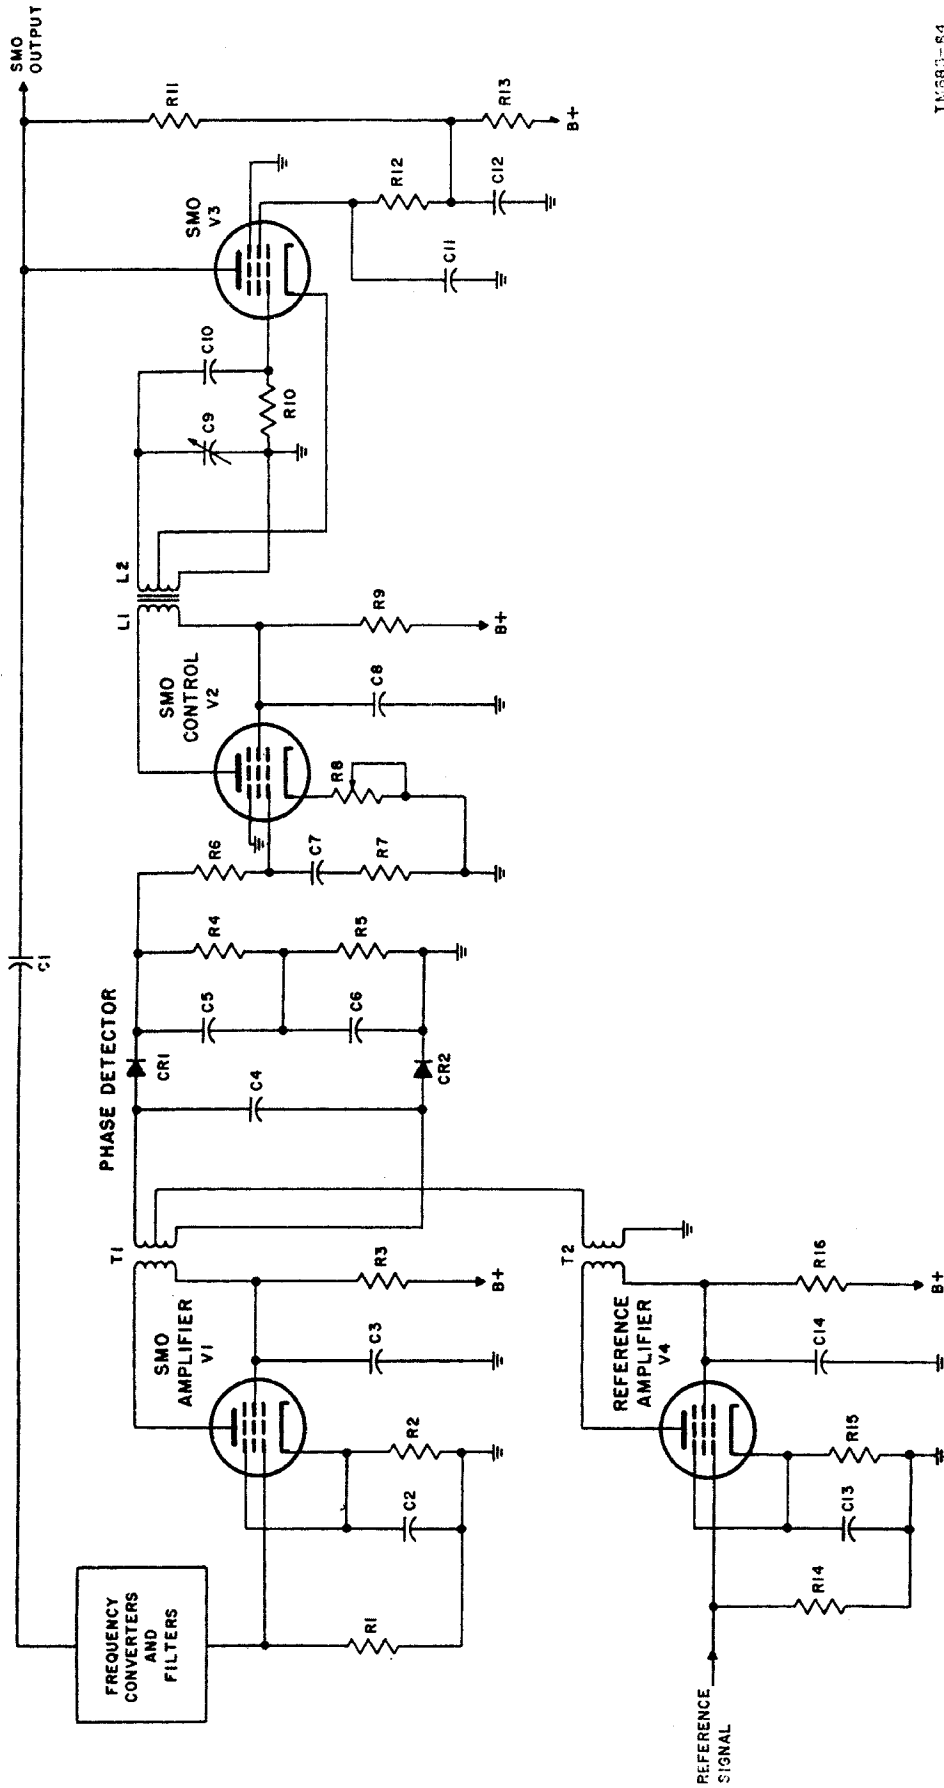 SMO
OUTPUT
C1
R11
R13
B+
SMO
V3
R12
C12
C11
C10
C9
R10
L2
L1
SMO
CONTROL
V2
R9
B+
C8
R8
R6
C7
R7
PHASE DETECTOR
R4
R5
C5
C6
CR1
CR2
C4
T1
SMO
AMPLIFIER
V1
R3
B+
C3
R2
C2
R1
FREQUENCY
CONVERTERS
AND
FILTERS
T2
REFERENCE
AMPLIFIER
V4
R16
B+
C14
R15
C13
R14
REFERENCE
SIGNAL